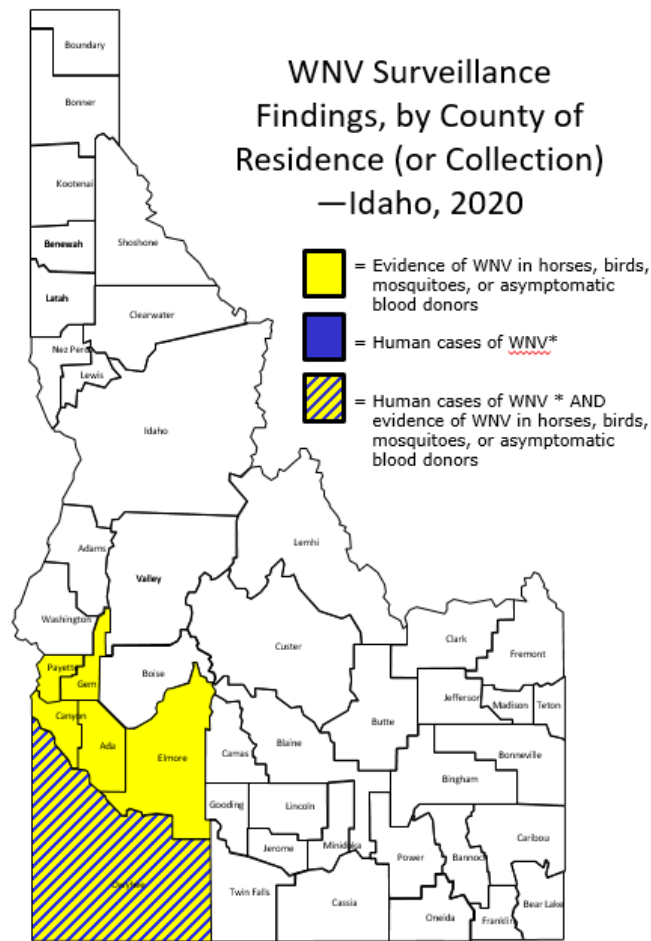 Boundary
WNV Surveillance
Findings, by County of
Residence (or Collection)
—Idaho, 2020
Bonner
Kootenai
Shoshone
Benewah
Latah
= Evidence of WNV in horses, birds,
mosquitoes, or asymptomatic
blood donors
Clearwater
= Human cases of WNV*
Nez Perc
Lewis
= Human cases of WNV * AND
evidence of WNV in horses, birds,
mosquitoes, or asymptomatic
blood donors
Idaho
Lemhi
Adams
Valley
Washington
Custer
Clark
Fremont
Payette
Gem
Boise
Jefferson
Madison
Teton
Canyon
Ada
Elmore
Camas
Blaine
Butte
Bonneville
Bingham
Gooding
Lincoln
Jerome
Minidoka
Power
Bannock
Caribou
Owyhee
Twin Falls
Cassia
Oneida
Franklin
Bear Lake